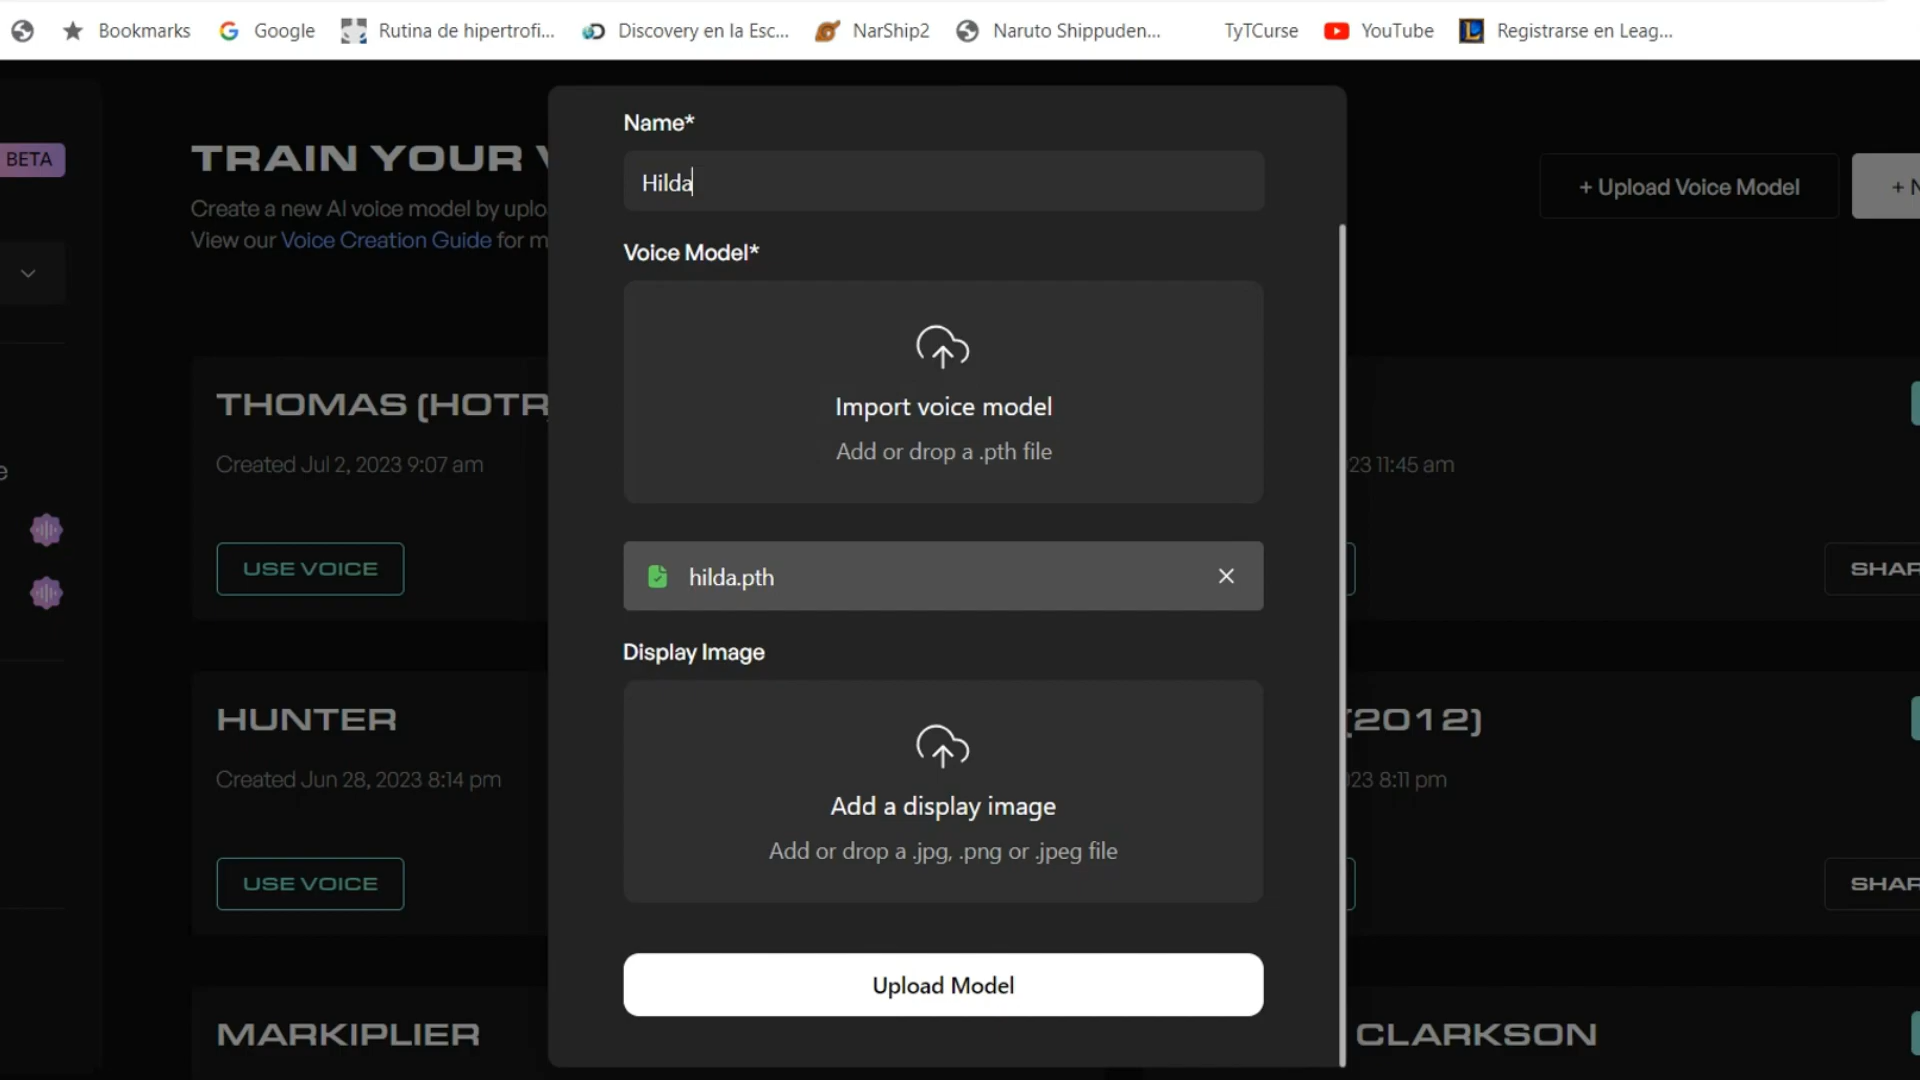 Bookmarks Google Rutina de hipertrofi... Discovery en la Esc... NarShip2 Naruto Shippuden... TyTCurse YouTube Registrarse en Leag...
Name*
BETA
TRAIN YOUR
Hilda
+ Upload Voice Model
Create a new AI voice model by uplo
View our Voice Creation Guide for m
Voice Model*
Import voice model
THOMAS (HOTR
Add or drop a .pth file
Created Jul 2, 2023 9:07 am
23 11:45 am
USE VOICE
hilda.pth
SHAR
Display Image
HUNTER
(2012)
Created Jun 28, 2023 8:14 pm
23 8:11 pm
Add a display image
Add or drop a .jpg, .png or .jpeg file
USE VOICE
SHAR
Upload Model
MARKIPLIER
CLARKSON